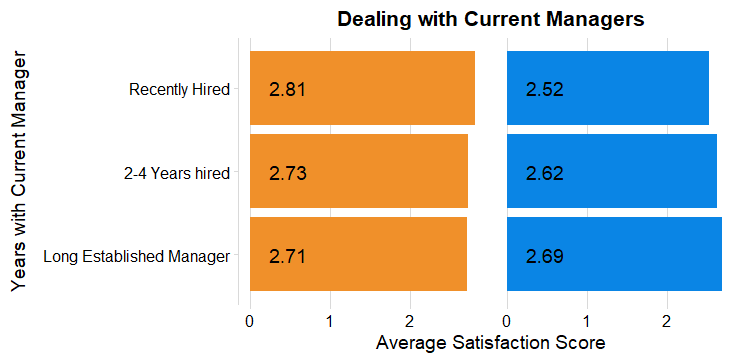 Dealing with Current Managers
Years with Current Manager
Recently Hired 2.81 2.52
2-4 Years hired 2.73 2.62
Long Established Manager 2.71 2.69
0 1 2 0 1 2
Average Satisfaction Score